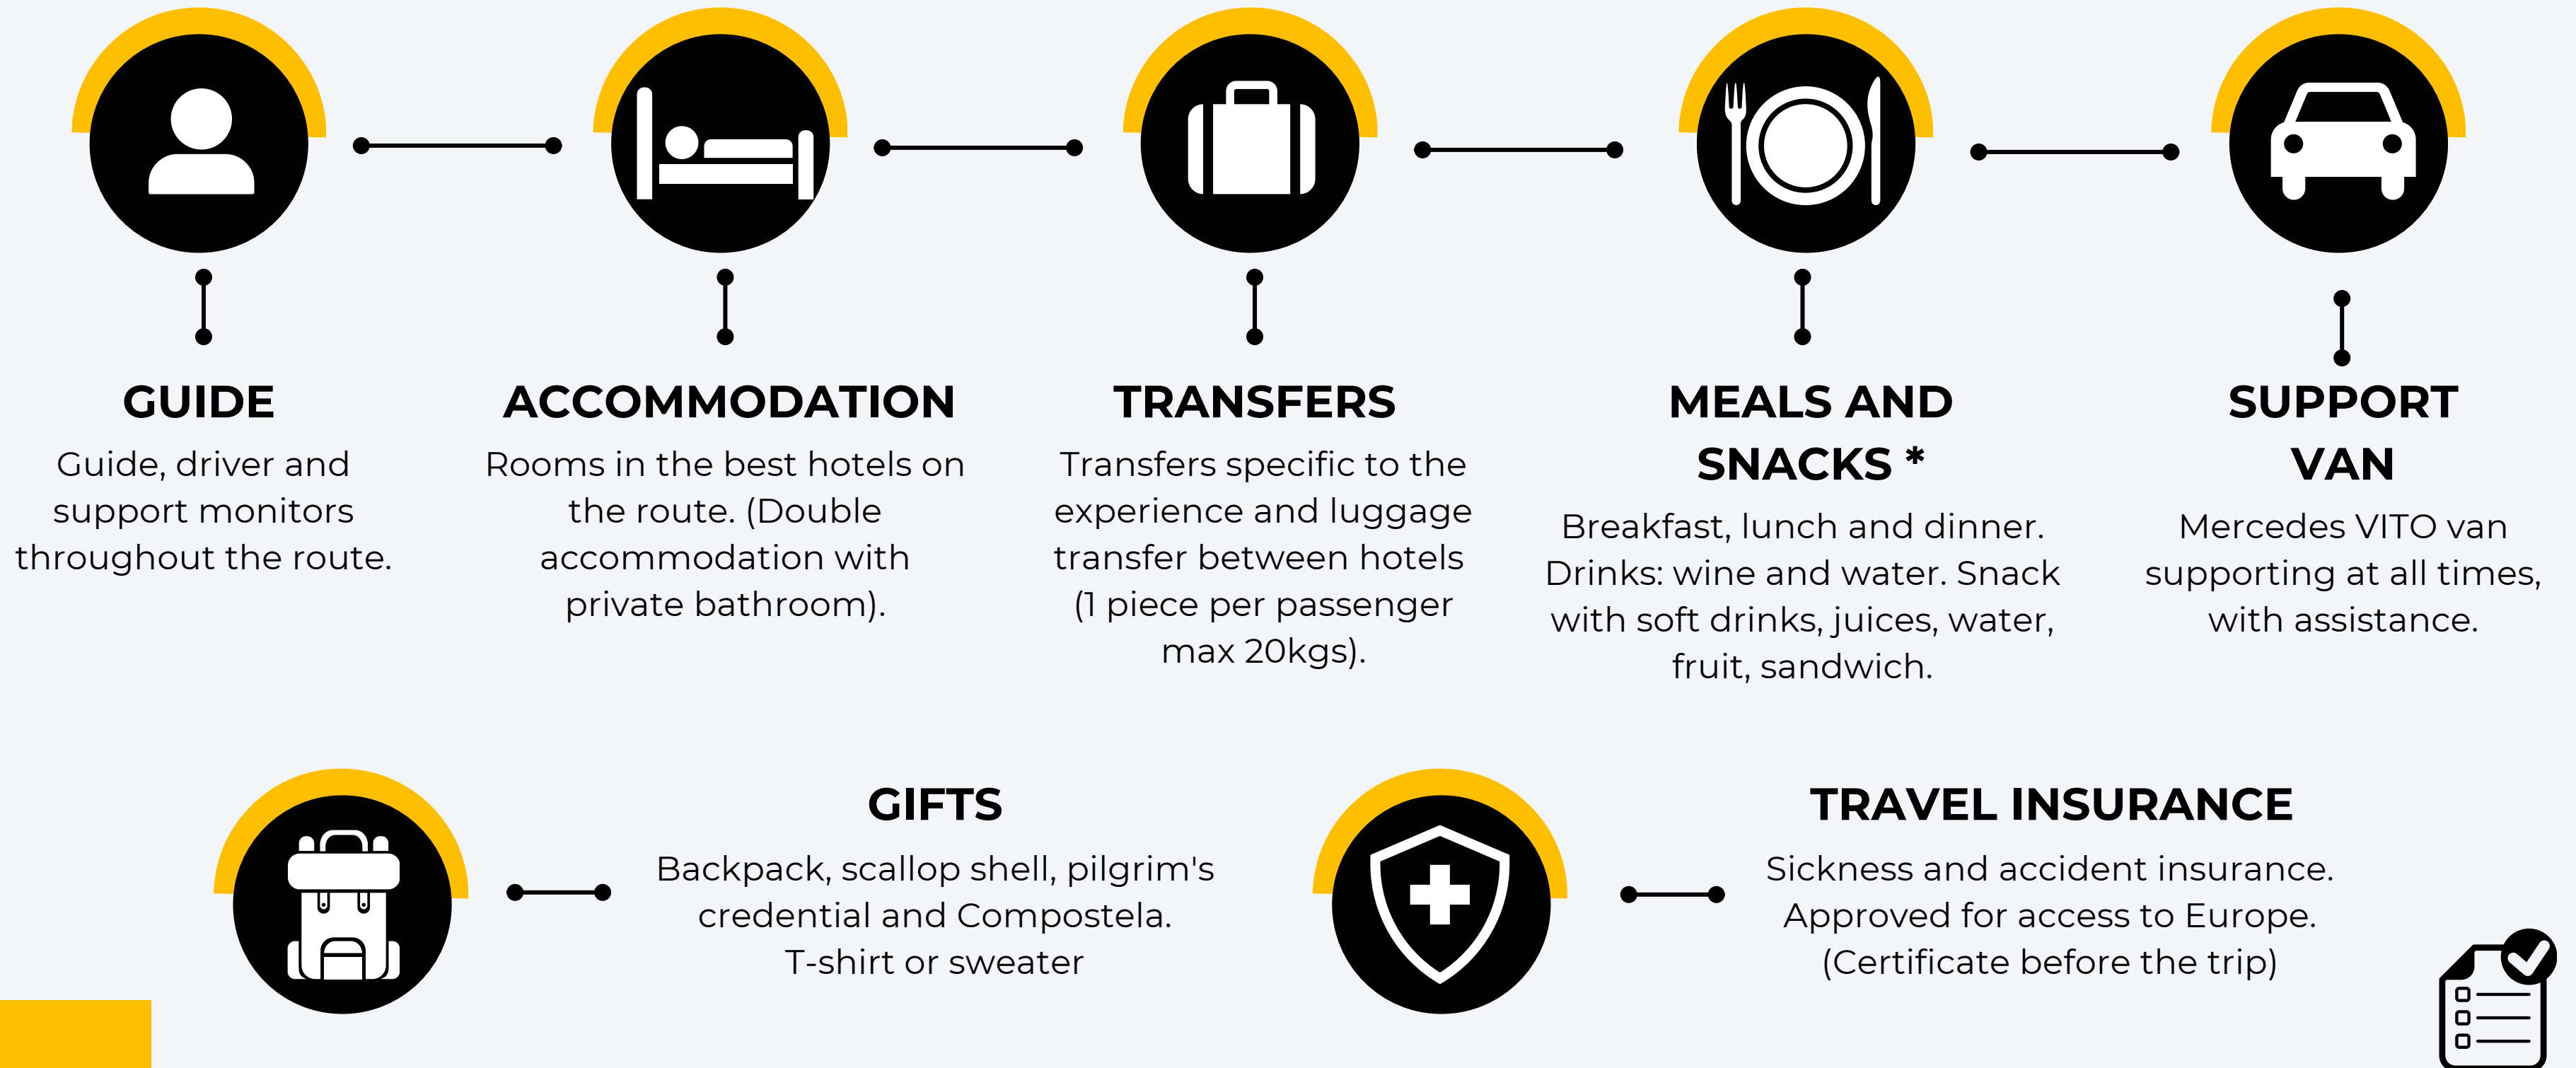 GUIDE
Guide, driver and
support monitors
throughout the route.
ACCOMMODATION
Rooms in the best hotels on
the route. (Double
accommodation with
private bathroom).
TRANSFERS
Transfers specific to the
experience and luggage
transfer between hotels
(1 piece per passenger
max 20kgs).
MEALS AND
SNACKS *
Breakfast, lunch and dinner.
Drinks: wine and water. Snack
with soft drinks, juices, water,
fruit, sandwich.
SUPPORT
VAN
Mercedes VITO van
supporting at all times,
with assistance.
GIFTS
Backpack, scallop shell, pilgrim's
credential and Compostela.
T-shirt or sweater
TRAVEL INSURANCE
Sickness and accident insurance.
Approved for access to Europe.
(Certificate before the trip)